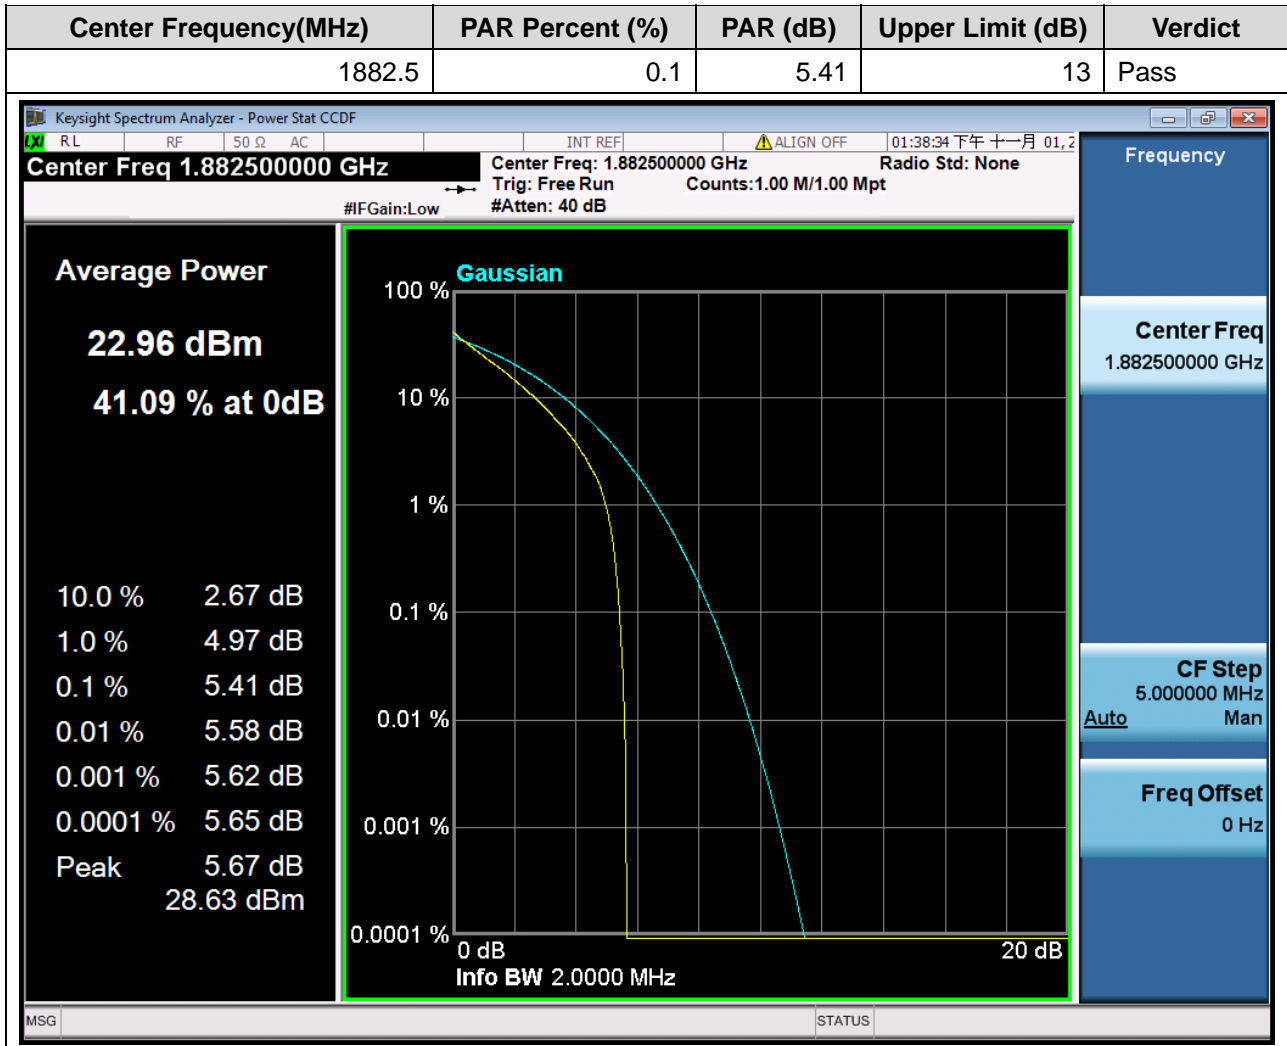 Center Frequency(MHz) PAR Percent (%) PAR (dB) Upper Limit (dB) Verdict
1882.5 0.1 5.41 13 Pass
Keysight Spectrum Analyzer - Power Stat CCDF
LXI RL RF 50 Ω AC INT REF ALIGN OFF 01:38:34 下午 十一月 01, 2
Center Freq 1.882500000 GHz
Center Freq: 1.882500000 GHz Radio Std: None
Trig: Free Run Counts:1.00 M/1.00 Mpt
#IFGain:Low #Atten: 40 dB
Average Power
22.96 dBm
41.09 % at 0dB
10.0 % 2.67 dB
1.0 % 4.97 dB
0.1 % 5.41 dB
0.01 % 5.58 dB
0.001 % 5.62 dB
0.0001 % 5.65 dB
Peak 5.67 dB
28.63 dBm
Gaussian
100 %
10 %
1 %
0.1 %
0.01 %
0.001 %
0.0001 %
0 dB 20 dB
Info BW 2.0000 MHz
Frequency
Center Freq
1.882500000 GHz
CF Step
5.000000 MHz
Auto Man
Freq Offset
0 Hz
MSG STATUS